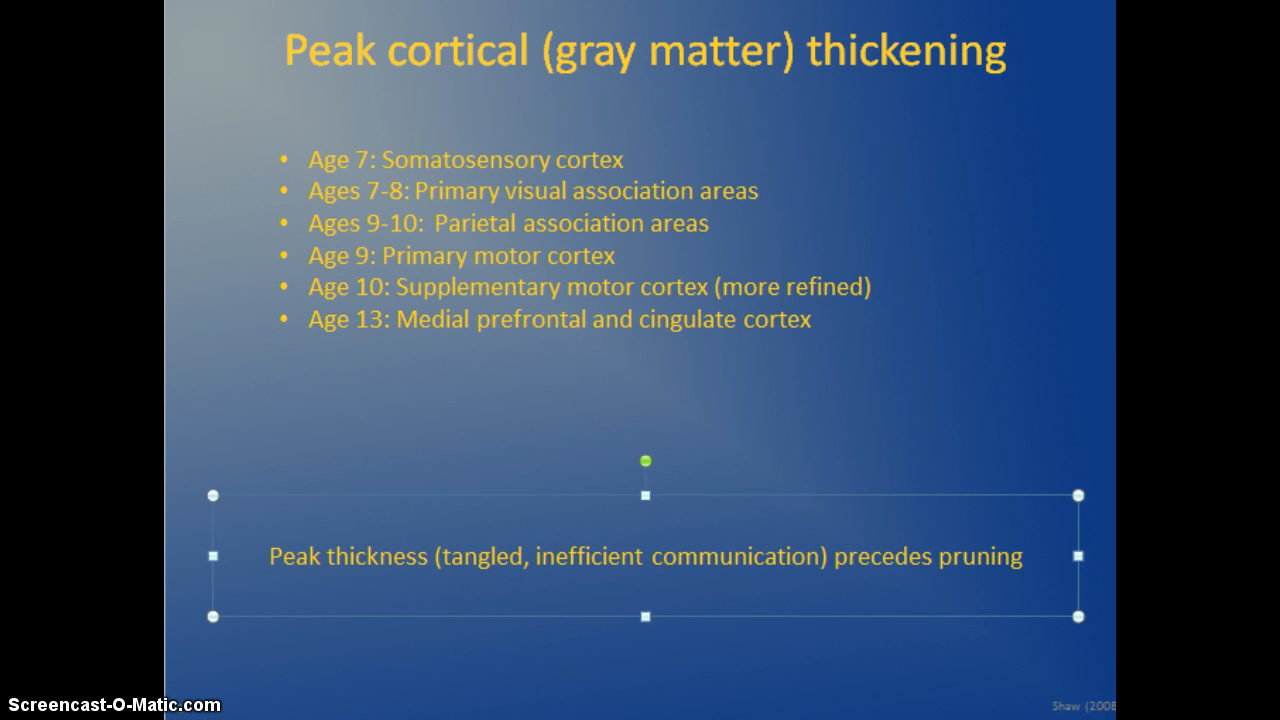 Peak cortical (gray matter) thickening
• Age 7: Somatosensory cortex
• Ages 7-8: Primary visual association areas
• Ages 9-10: Parietal association areas
• Age 9: Primary motor cortex
• Age 10: Supplementary motor cortex (more refined)
• Age 13: Medial prefrontal and cingulate cortex
Peak thickness (tangled, inefficient communication) precedes pruning
Shaw (2008
Screencast-O-Matic.com